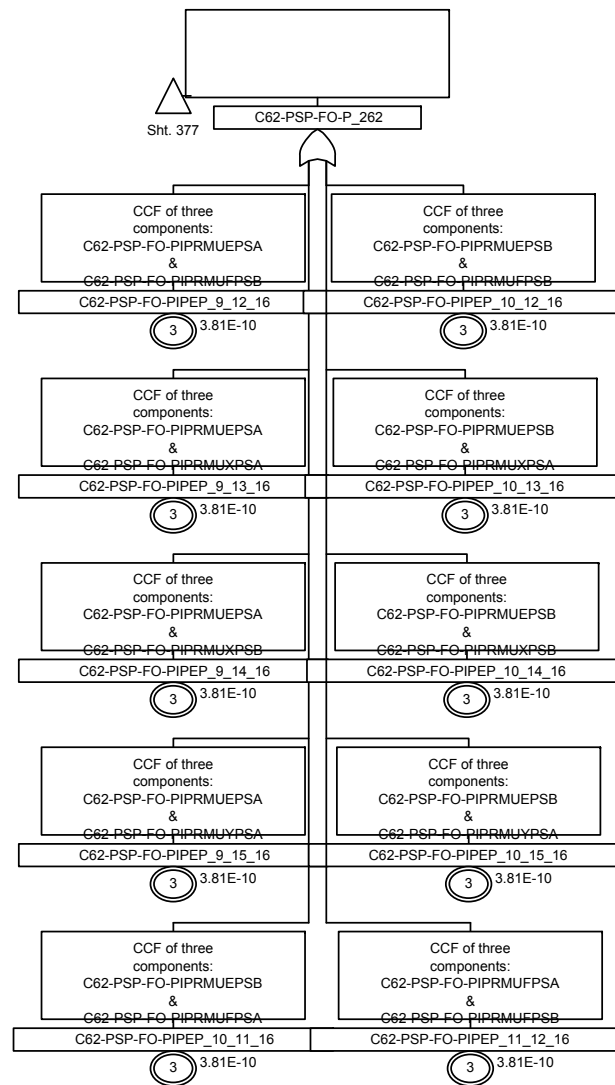 Sht. 377
C62-PSP-FO-P_262
CCF of three
components:
C62-PSP-FO-PIPRMUEPSA
&
C62-PSP-FO-PIPRMUFPSB
C62-PSP-FO-PIPEP_9_12_16
3
3.81E-10
CCF of three
components:
C62-PSP-FO-PIPRMUEPSB
&
C62-PSP-FO-PIPRMUFPSB
C62-PSP-FO-PIPEP_10_12_16
3
3.81E-10
CCF of three
components:
C62-PSP-FO-PIPRMUEPSA
&
C62-PSP-FO-PIPRMUXPSA
C62-PSP-FO-PIPEP_9_13_16
3
3.81E-10
CCF of three
components:
C62-PSP-FO-PIPRMUEPSB
&
C62-PSP-FO-PIPRMUXPSA
C62-PSP-FO-PIPEP_10_13_16
3
3.81E-10
CCF of three
components:
C62-PSP-FO-PIPRMUEPSA
&
C62-PSP-FO-PIPRMUXPSB
C62-PSP-FO-PIPEP_9_14_16
3
3.81E-10
CCF of three
components:
C62-PSP-FO-PIPRMUEPSB
&
C62-PSP-FO-PIPRMUXPSB
C62-PSP-FO-PIPEP_10_14_16
3
3.81E-10
CCF of three
components:
C62-PSP-FO-PIPRMUEPSA
&
C62-PSP-FO-PIPRMUYPSA
C62-PSP-FO-PIPEP_9_15_16
3
3.81E-10
CCF of three
components:
C62-PSP-FO-PIPRMUEPSB
&
C62-PSP-FO-PIPRMUYPSA
C62-PSP-FO-PIPEP_10_15_16
3
3.81E-10
CCF of three
components:
C62-PSP-FO-PIPRMUEPSB
&
C62-PSP-FO-PIPRMUFPSA
C62-PSP-FO-PIPEP_10_11_16
3
3.81E-10
CCF of three
components:
C62-PSP-FO-PIPRMUFPSA
&
C62-PSP-FO-PIPRMUFPSB
C62-PSP-FO-PIPEP_11_12_16
3
3.81E-10